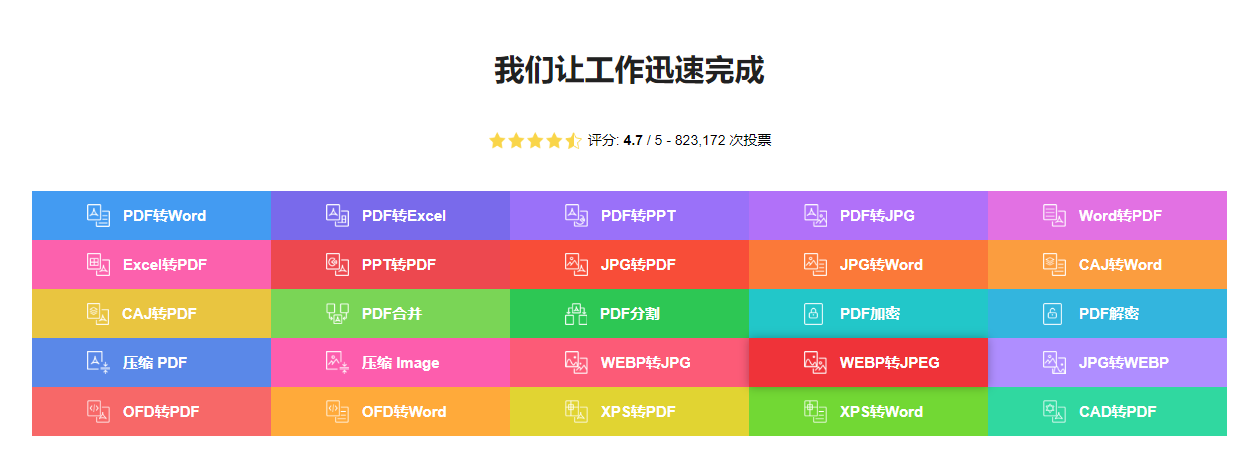 我们让工作迅速完成
评分: 4.7 / 5 - 823,172 次投票
PDF转Word PDF转Excel PDF转PPT PDF转JPG Word转PDF
Excel转PDF PPT转PDF JPG转PDF JPG转Word CAJ转Word
CAJ转PDF PDF合并 PDF分割 PDF加密 PDF解密
压缩 PDF 压缩 Image WEBP转JPG WEBP转JPEG JPG转WEBP
OFD转PDF OFD转Word XPS转PDF XPS转Word CAD转PDF